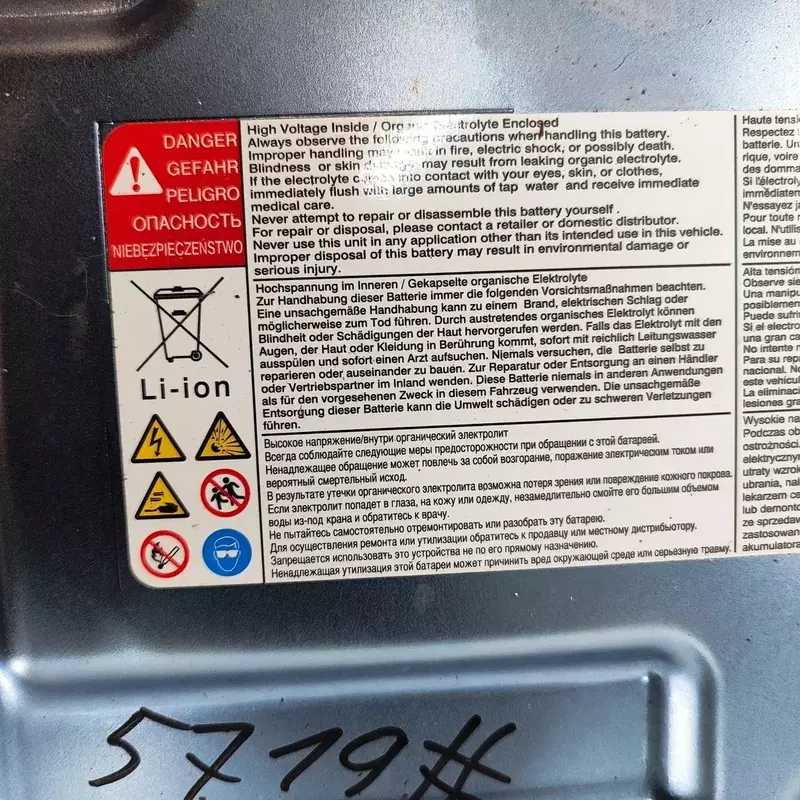 DANGER
GEFAHR
PELIGRO
ОПАСНОСТЬ
NIEBEZPIECZEŃSTWO
Li-ion
High Voltage Inside / Organic Electrolyte Enclosed
Always observe the following precautions when handling this battery.
Improper handling may result in fire, electric shock, or possibly death.
Blindness or skin damage may result from leaking organic electrolyte.
If the electrolyte comes into contact with your eyes, skin, or clothes,
immediately flush with large amounts of tap water and receive immediate
medical care.
Never attempt to repair or disassemble this battery yourself .
For repair or disposal, please contact a retailer or domestic distributor.
Never use this unit in any application other than its intended use in this vehicle.
Improper disposal of this battery may result in environmental damage or
serious injury.
Hochspannung im Inneren / Gekapselte organische Elektrolyte
Zur Handhabung dieser Batterie immer die folgenden Vorsichtsmaßnahmen beachten.
Eine unsachgemäße Handhabung kann zu einem Brand, elektrischen Schlag oder
möglicherweise zum Tod führen. Durch austretendes organisches Elektrolyt können
Blindheit oder Schädigungen der Haut hervorgerufen werden. Falls das Elektrolyt mit den
Augen, der Haut oder Kleidung in Berührung kommt, sofort mit reichlich Leitungswasser
ausspülen und sofort einen Arzt aufsuchen. Niemals versuchen, die Batterie selbst zu
reparieren oder auseinander zu bauen. Zur Reparatur oder Entsorgung an einen Händler
oder Vertriebspartner im Inland wenden. Diese Batterie niemals in anderen Anwendungen
als für den vorgesehenen Zweck in diesem Fahrzeug verwenden. Die unsachgemäße
Entsorgung dieser Batterie kann die Umwelt schädigen oder zu schweren Verletzungen
führen.
Высокое напряжение/внутри органический электролит
Всегда соблюдайте следующие меры предосторожности при обращении с этой батареей.
Ненадлежащее обращение может повлечь за собой возгорание, поражение электрическим током или
вероятный смертельный исход.
В результате утечки органического электролита возможна потеря зрения или повреждение кожного покрова.
Если электролит попадет в глаза, на кожу или одежду, незамедлительно смойте его большим объемом
воды из-под крана и обратитесь к врачу.
Не пытайтесь самостоятельно отремонтировать или разобрать эту батарею.
Для осуществления ремонта или утилизации обратитесь к продавцу или местному дистрибьютору.
Запрещается использовать это устройство не по его прямому назначению.
Ненадлежащая утилизация этой батареи может причинить вред окружающей среде или серьезную травму.
Haute tensi
Respectez
batterie. Un
rique, voire
des domma
Si l'électroly
immédiatem
N'essayez ja
Pour toute r
local. N'utilis
La mise au
environnem
Alta tensión
Observe sie
Una manipu
posiblemen
Puede sufrir
Si el electro
una gran ca
No intente r
Para su repa
nacional. No
este vehícul
La eliminaci
lesiones gra
Wysokie na
Podczas ob
ostrożności.
elektrycznym
utraty wzrok
ubrania, nal
lekarzem ce
lub demonto
ze sprzedaw
zastosowan
akumulatora
5719#